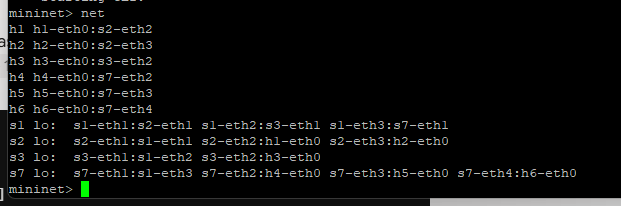 mininet> net
h1 h1-eth0:s2-eth2
h2 h2-eth0:s2-eth3
h3 h3-eth0:s3-eth2
h4 h4-eth0:s7-eth2
h5 h5-eth0:s7-eth3
h6 h6-eth0:s7-eth4
s1 lo:  s1-eth1:s2-eth1 s1-eth2:s3-eth1 s1-eth3:s7-eth1
s2 lo:  s2-eth1:s1-eth1 s2-eth2:h1-eth0 s2-eth3:h2-eth0
s3 lo:  s3-eth1:s1-eth2 s3-eth2:h3-eth0
s7 lo:  s7-eth1:s1-eth3 s7-eth2:h4-eth0 s7-eth3:h5-eth0 s7-eth4:h6-eth0
mininet>